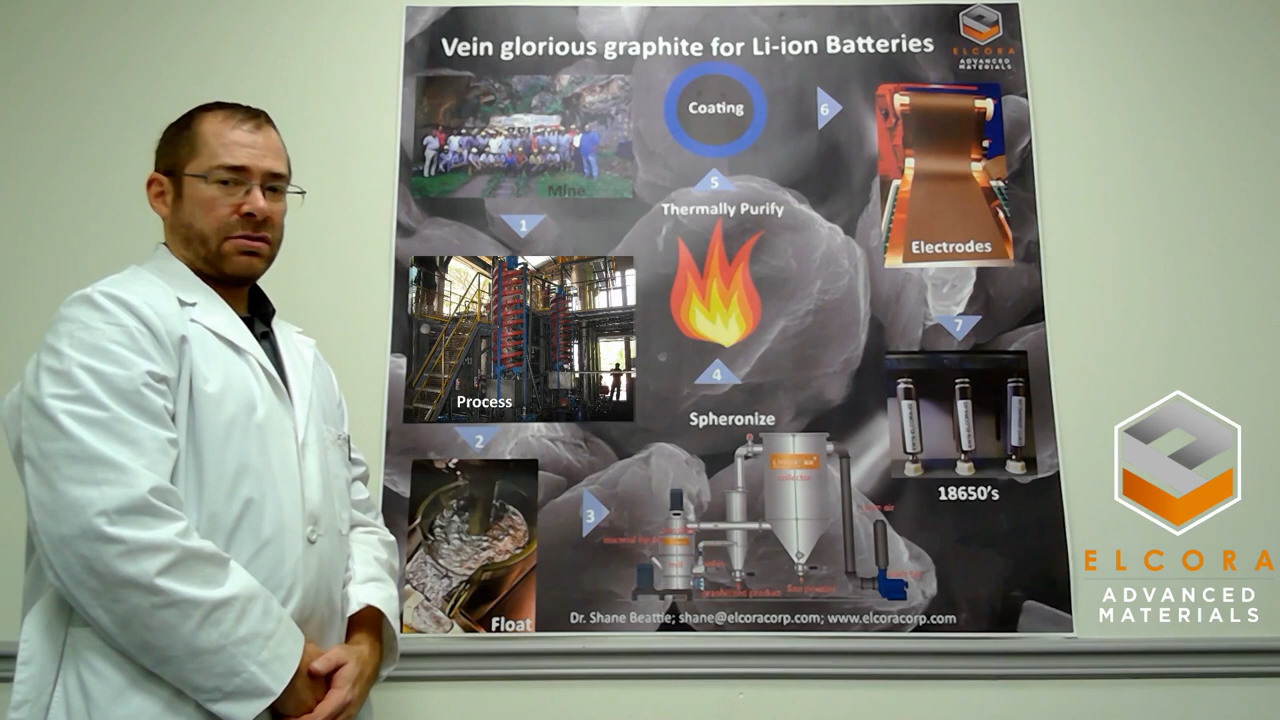 Vein glorious graphite for Li-ion Batteries
ELCORA
ADVANCED
MATERIALS
Mine
1
Process
2
Float
3
Spheronize
4
Thermally Purify
5
Coating
6
Electrodes
7
18650's
Dr. Shane Beattie; shane@elcoracorp.com; www.elcoracorp.com
ELCORA
ADVANCED
MATERIALS